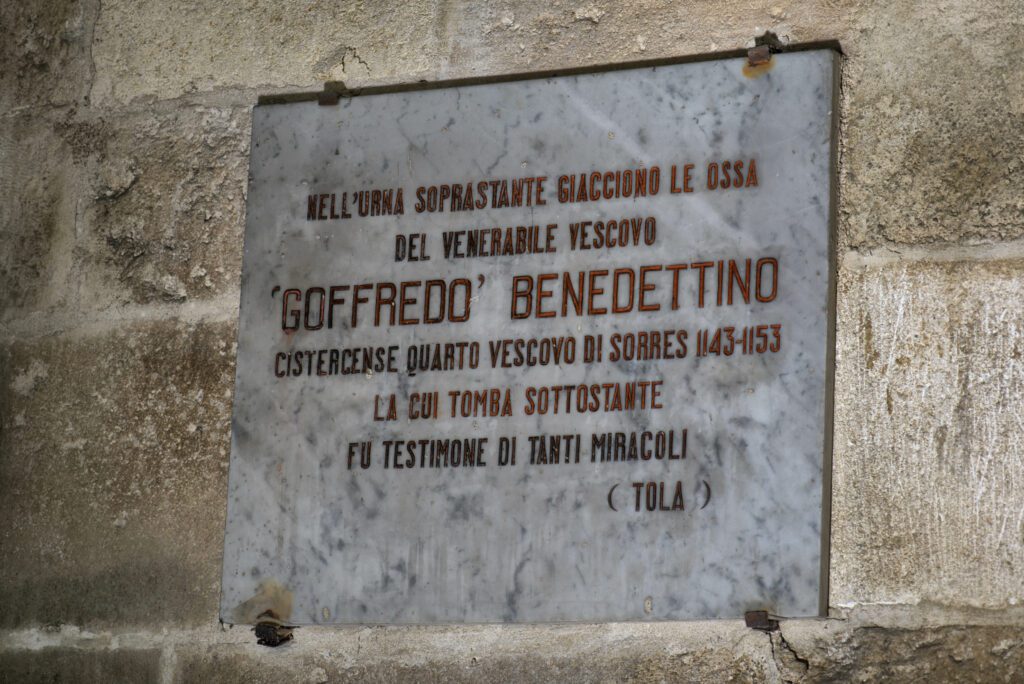 NELL'URNA SOPRASTANTE GIACCIONO LE OSSA
DEL VENERABILE VESCOVO
'GOFFREDO' BENEDETTINO
CISTERCENSE QUARTO VESCOVO DI SORRES 1143-1153
LA CUI TOMBA SOTTOSTANTE
FU TESTIMONE DI TANTI MIRACOLI
( TOLA )